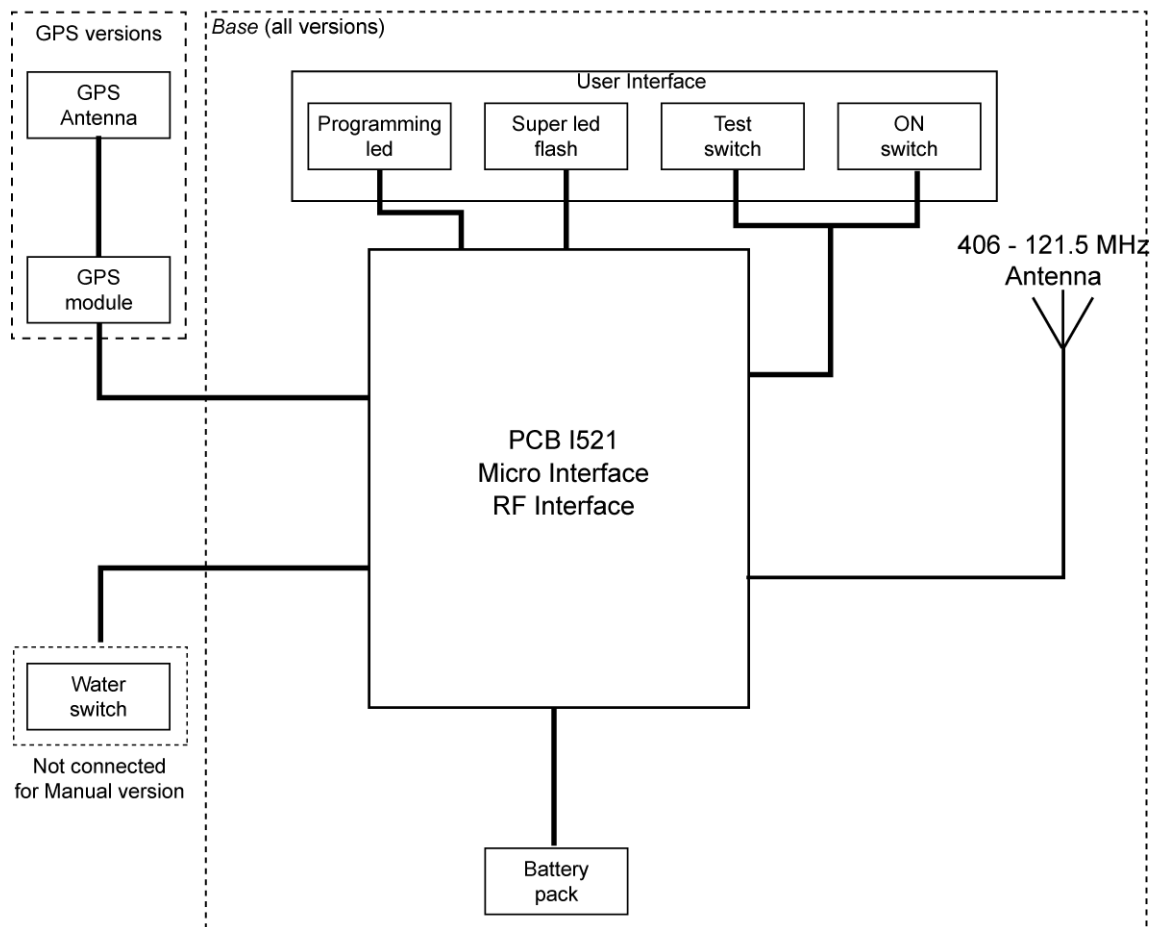 GPS versions
GPS
Antenna
GPS
module
Base (all versions)
User Interface
Programming
led
Super led
flash
Test
switch
ON
switch
406 - 121.5 MHz
Antenna
PCB I521
Micro Interface
RF Interface
Water
switch
Not connected
for Manual version
Battery
pack